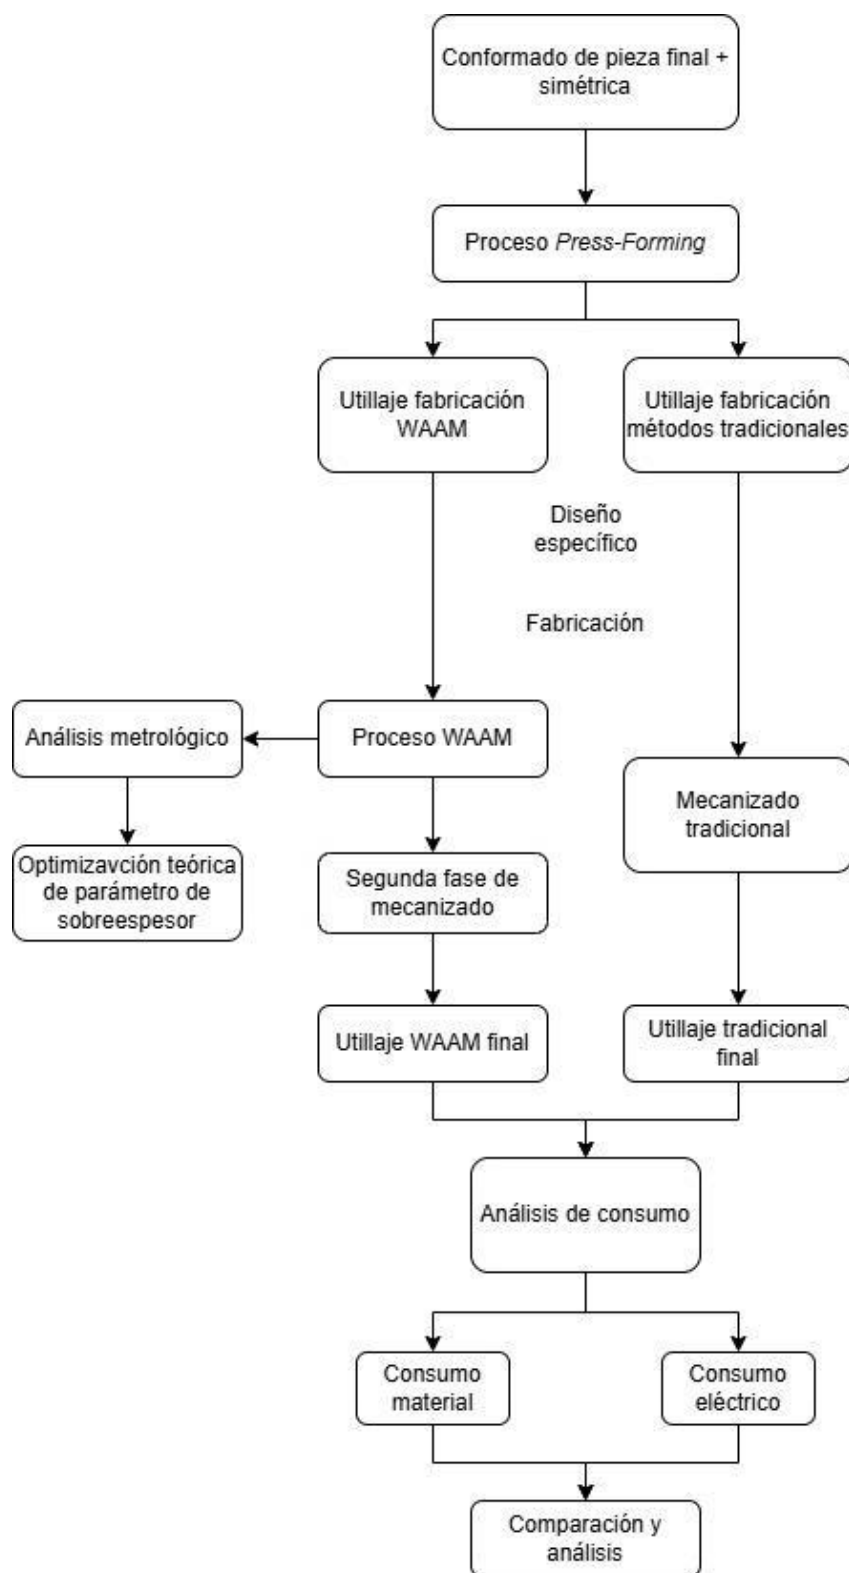 Conformado de pieza final +
simétrica
Proceso Press-Forming
Utillaje fabricación
WAAM
Utillaje fabricación
métodos tradicionales
Diseño
específico
Fabricación
Análisis metrológico
Proceso WAAM
Mecanizado
tradicional
Optimizavción teórica
de parámetro de
sobreespesor
Segunda fase de
mecanizado
Utillaje WAAM final
Utillaje tradicional
final
Análisis de consumo
Consumo
material
Consumo
eléctrico
Comparación y
análisis